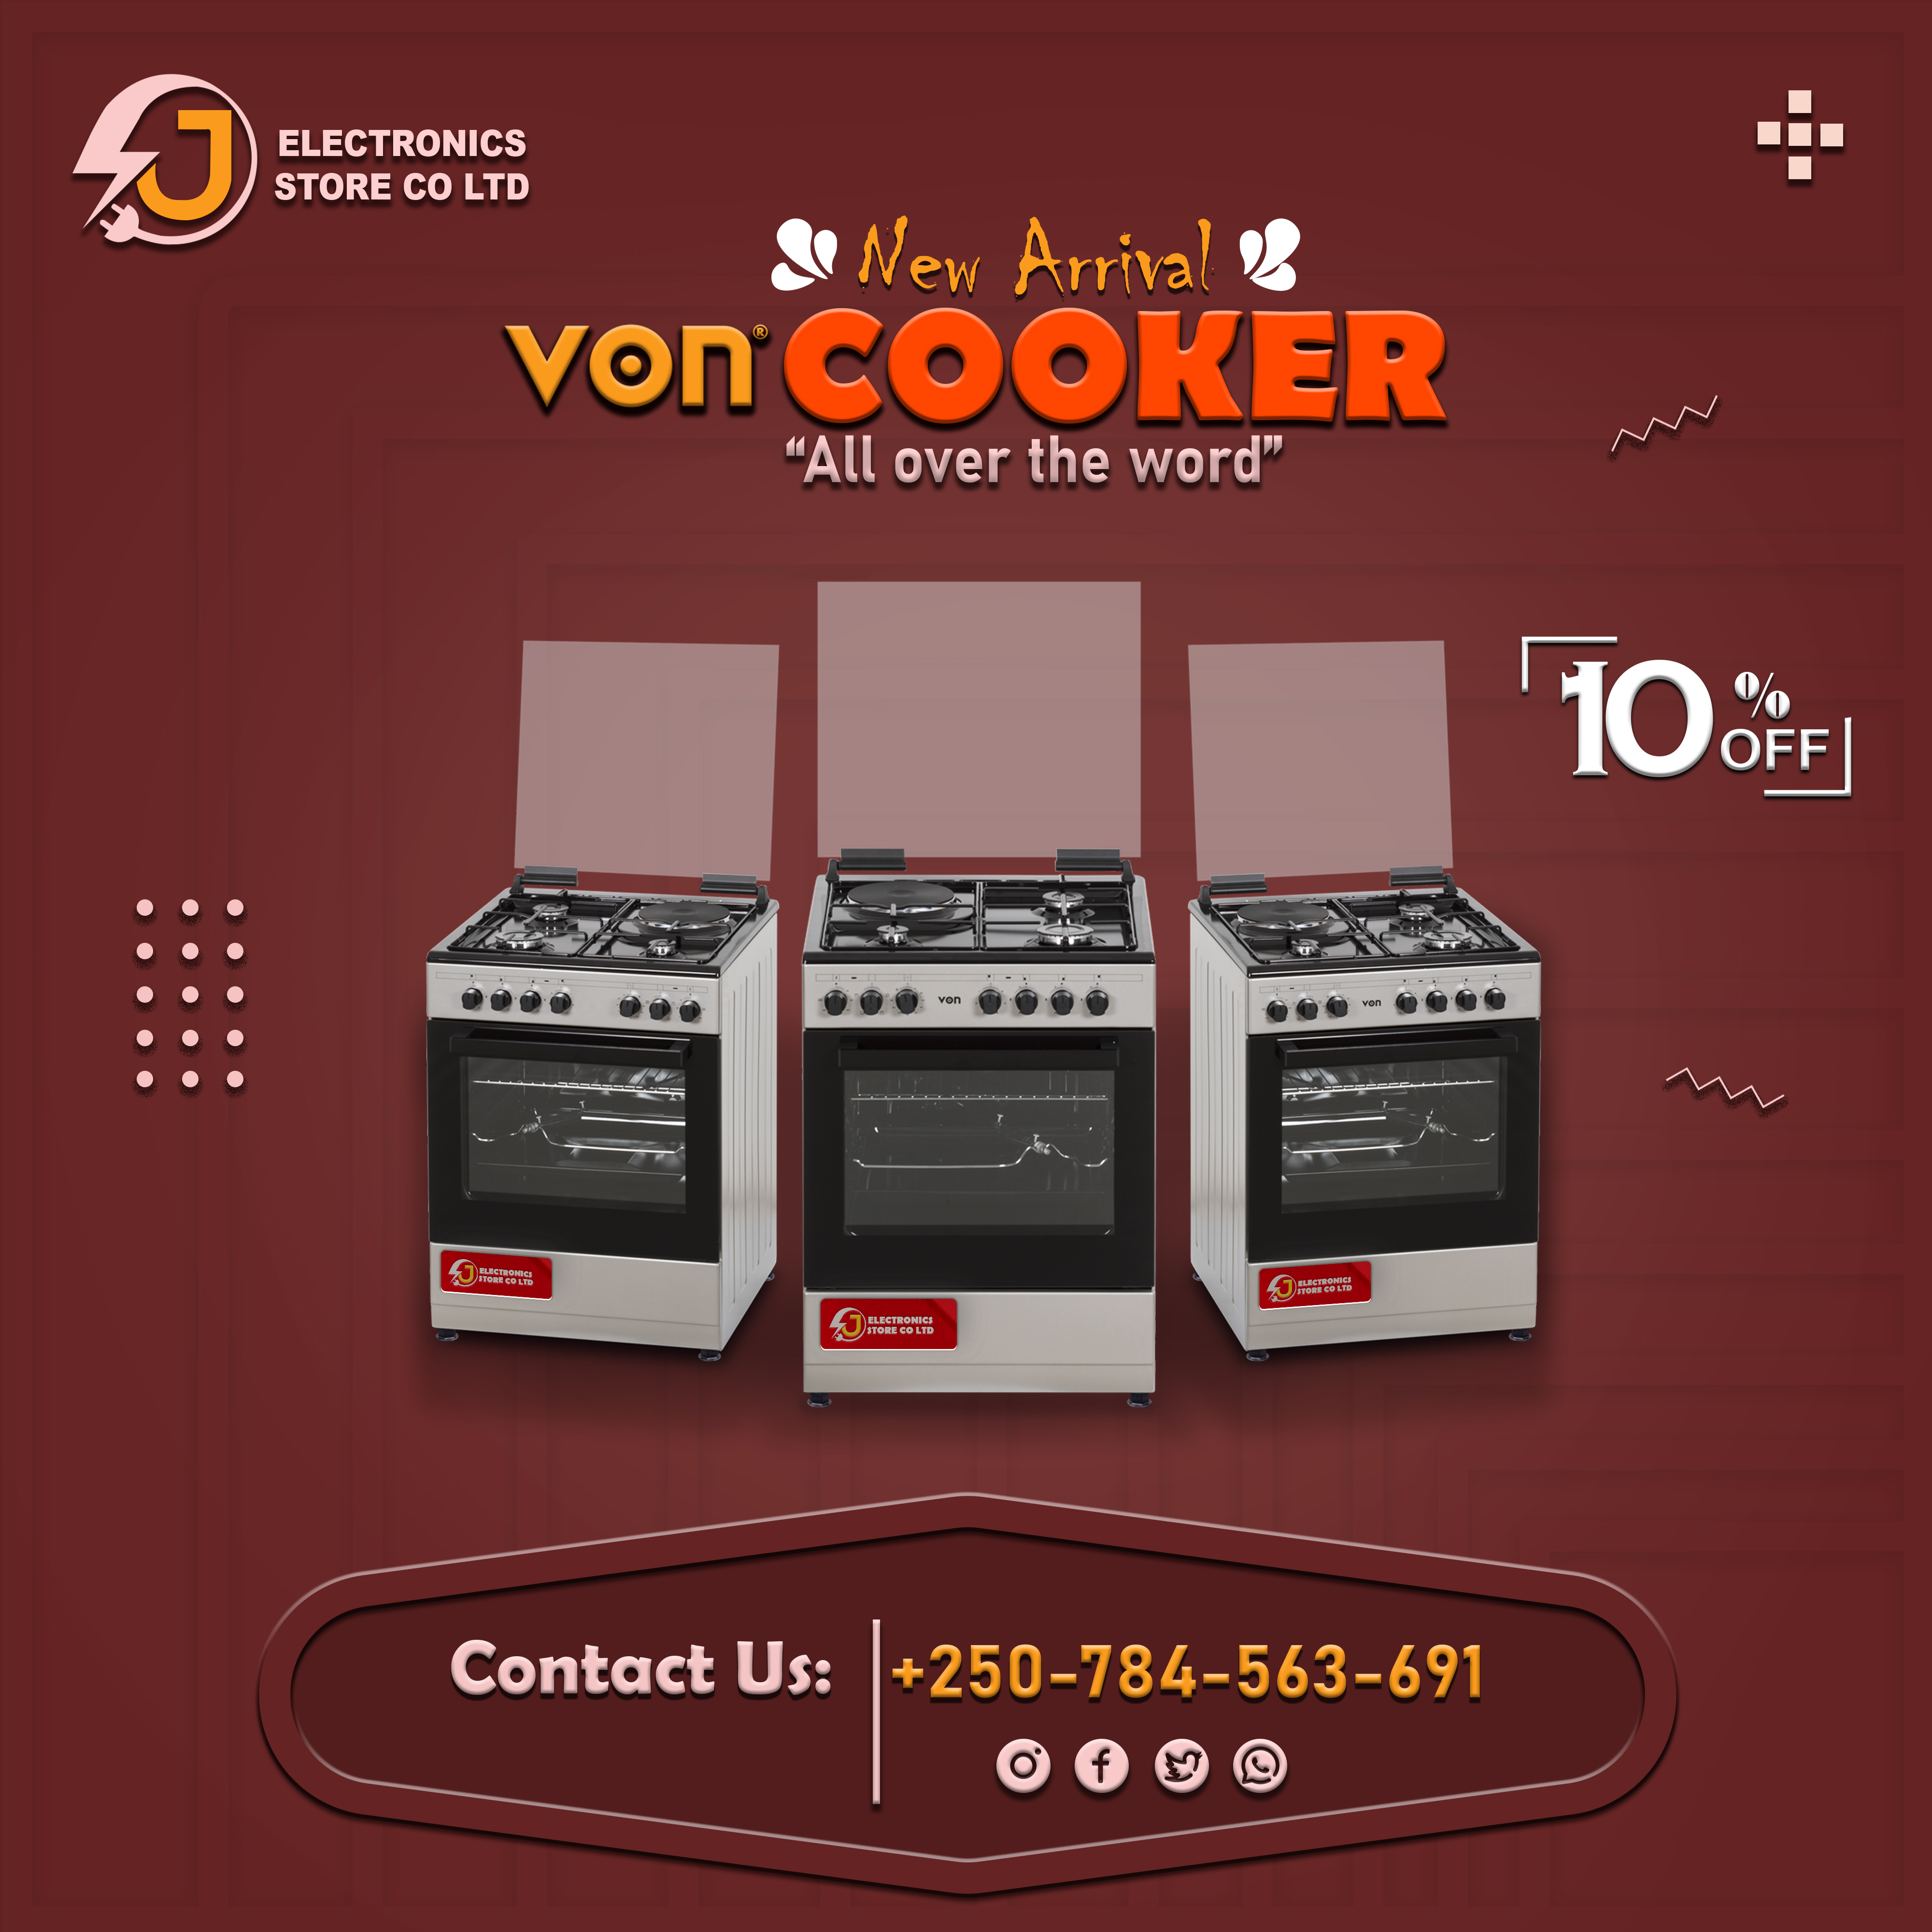 J
ELECTRONICS
STORE CO LTD
New Arrival
von® COOKER
“All over the word”
10% OFF
von
von
J ELECTRONICS
STORE CO LTD
J ELECTRONICS
STORE CO LTD
J ELECTRONICS
STORE CO LTD
Contact Us: +250-784-563-691